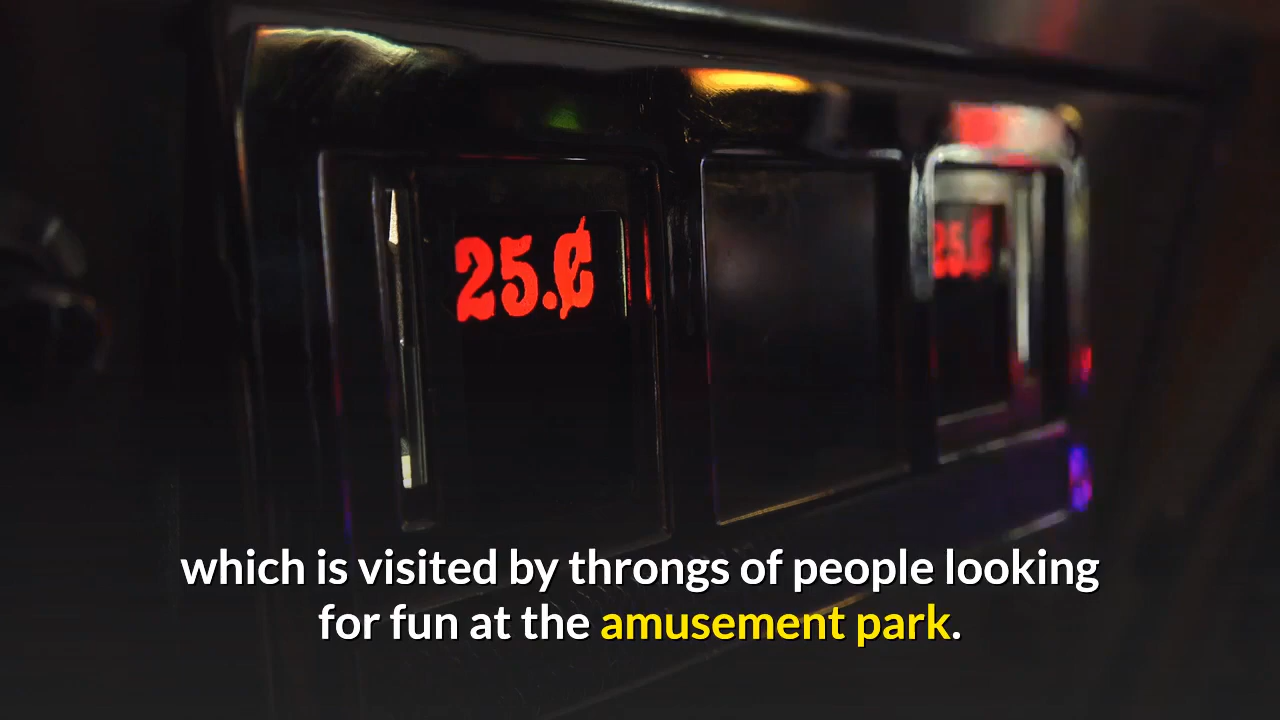 25.¢
25.¢
which is visited by throngs of people looking
for fun at the amusement park.